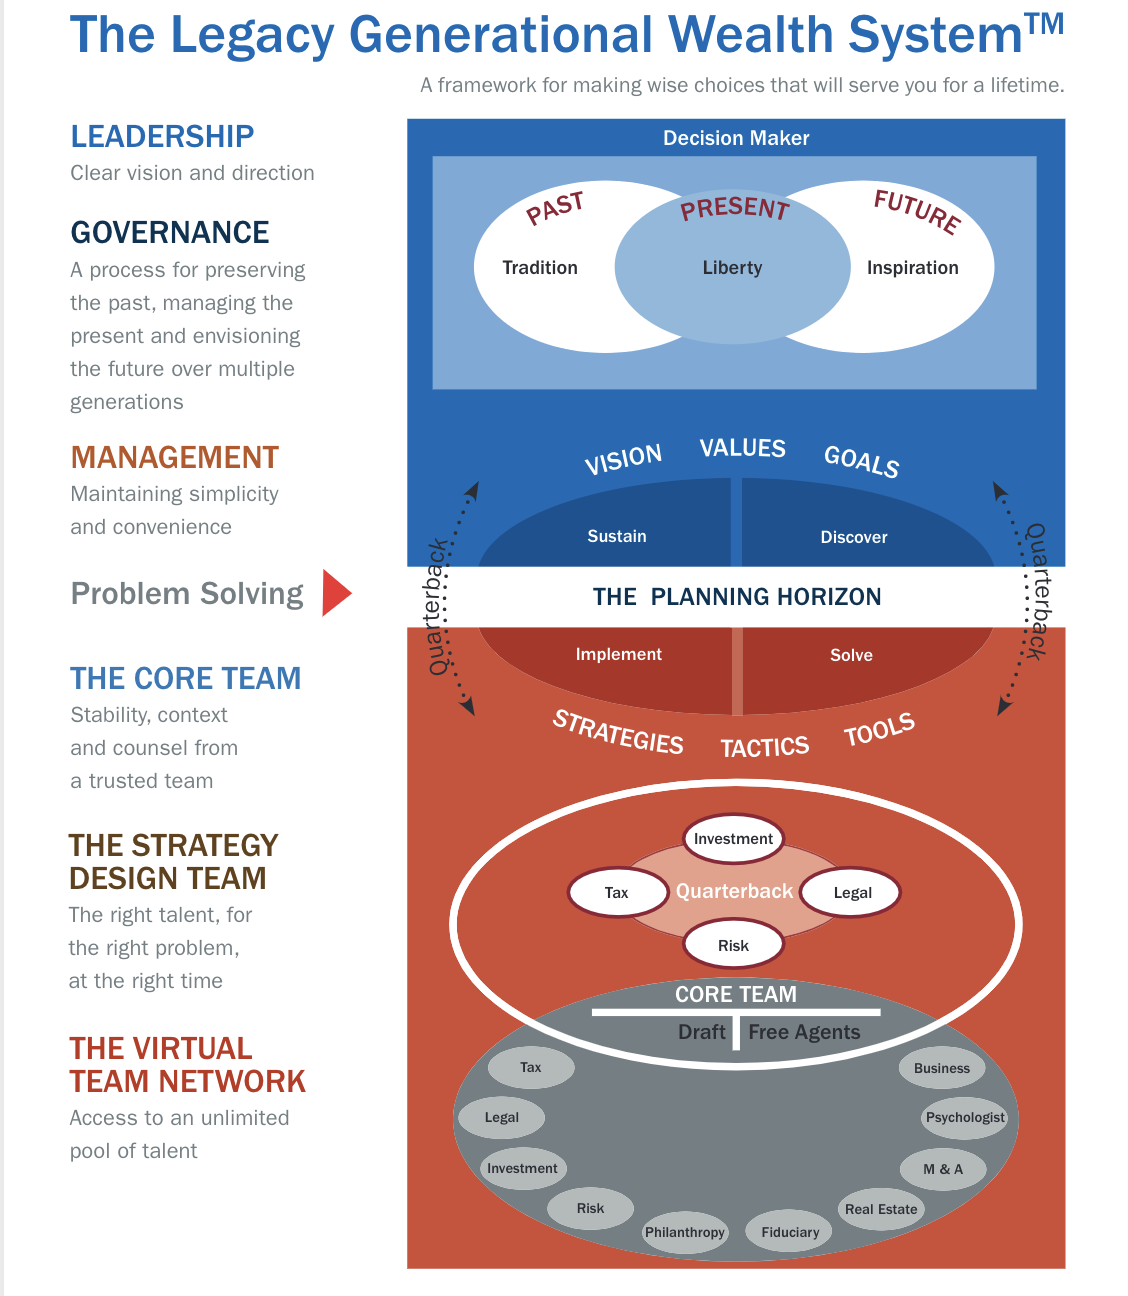 The Legacy Generational Wealth System™
A framework for making wise choices that will serve you for a lifetime.
LEADERSHIP
Clear vision and direction
GOVERNANCE
A process for preserving
the past, managing the
present and envisioning
the future over multiple
generations
MANAGEMENT
Maintaining simplicity
and convenience
Problem Solving
THE CORE TEAM
Stability, context
and counsel from
a trusted team
THE STRATEGY
DESIGN TEAM
The right talent, for
the right problem,
at the right time
THE VIRTUAL
TEAM NETWORK
Access to an unlimited
pool of talent
Decision Maker
PAST PRESENT FUTURE
Tradition Liberty Inspiration
VISION VALUES GOALS
Sustain Discover
Quarterback
Quarterback
THE PLANNING HORIZON
Implement Solve
STRATEGIES TACTICS TOOLS
Investment
Tax Quarterback Legal
Risk
CORE TEAM
Draft Free Agents
Tax Business
Legal Psychologist
Investment M & A
Risk Real Estate
Philanthropy Fiduciary